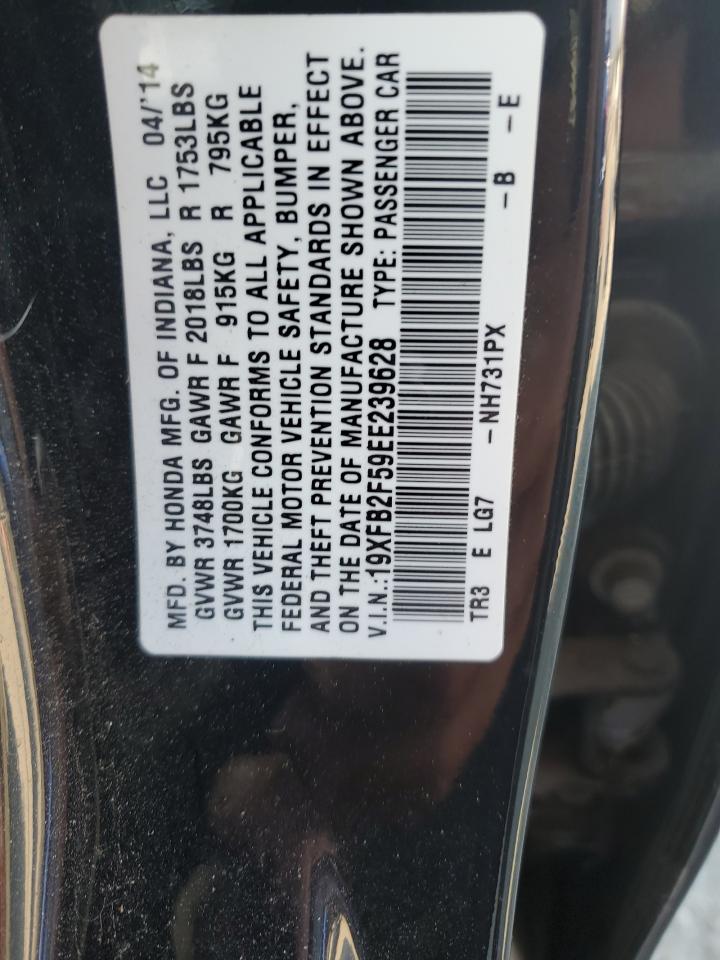 MFD. BY HONDA MFG. OF INDIANA, LLC 04/'14
GVWR 3748LBS GAWR F 2018LBS R 1753LBS
GVWR 1700KG GAWR F 915KG R 795KG
THIS VEHICLE CONFORMS TO ALL APPLICABLE
FEDERAL MOTOR VEHICLE SAFETY, BUMPER,
AND THEFT PREVENTION STANDARDS IN EFFECT
ON THE DATE OF MANUFACTURE SHOWN ABOVE.
V.I.N.:19XFB2F59EE239628 TYPE: PASSENGER CAR
TR3 E LG7 -NH731PX -B -E